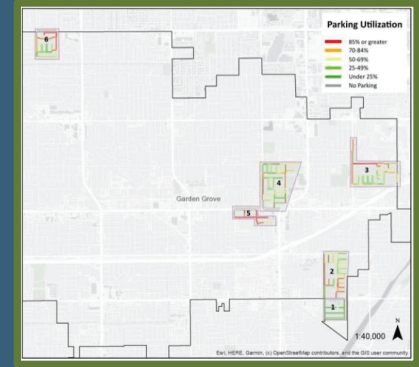 Parking Utilization
85% or greater
70-84%
50-69%
25-49%
Under 25%
No Parking
6
3
4
Garden Grove
5
2
1
N
1:40,000
Esri, HERE, Garmin, (c) OpenStreetMap contributors, and the GIS user community